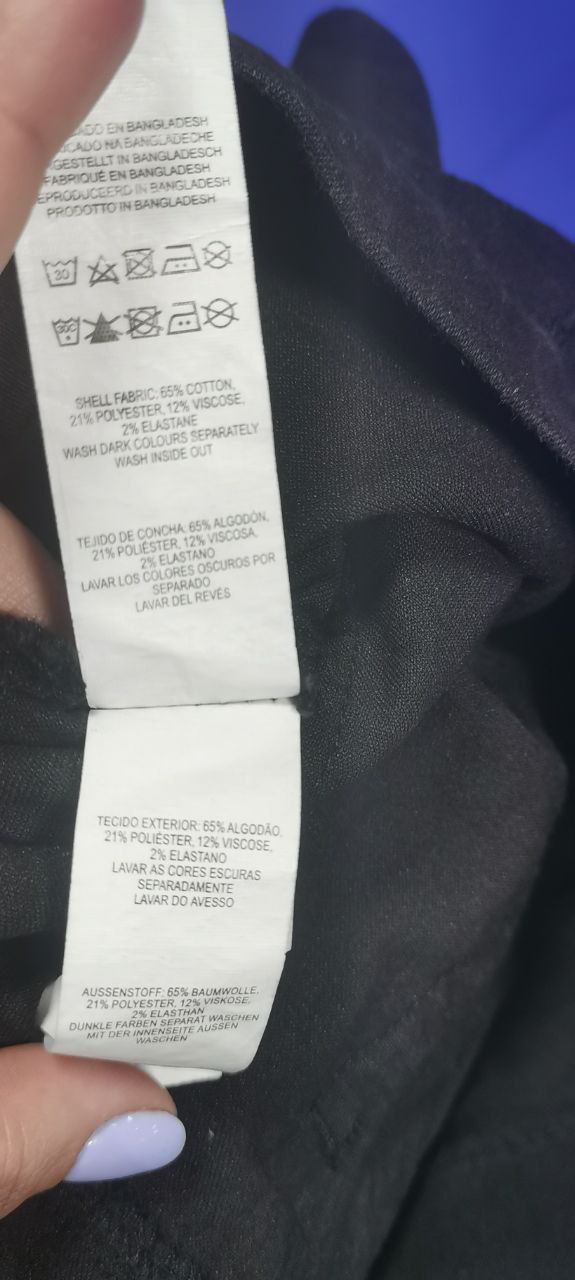 EN BANGLADESH
NA BANGLADECHE
IN BANGLADESCH
FABRIQUÉ EN BANGLADESH
IN BANGLADESH
PRODOTTO IN BANGLADESH
30
30C
SHELL FABRIC: 65% COTTON,
21% POLYESTER, 12% VISCOSE,
2% ELASTANE
WASH DARK COLOURS SEPARATELY
WASH INSIDE OUT
TEJIDO DE CONCHA: 65% ALGODÓN,
21% POLIÉSTER, 12% VISCOSA,
2% ELASTANO
LAVAR LOS COLORES OSCUROS POR
SEPARADO
LAVAR DEL REVÉS
TECIDO EXTERIOR: 65% ALGODÃO,
21% POLIÉSTER, 12% VISCOSE,
2% ELASTANO
LAVAR AS CORES ESCURAS
SEPARADAMENTE
LAVAR DO AVESSO
AUSSENSTOFF: 65% BAUMWOLLE,
21% POLYESTER, 12% VISKOSE,
2% ELASTHAN
DUNKLE FARBEN SEPARAT WASCHEN
MIT DER INNENSEITE AUSSEN
WASCHEN